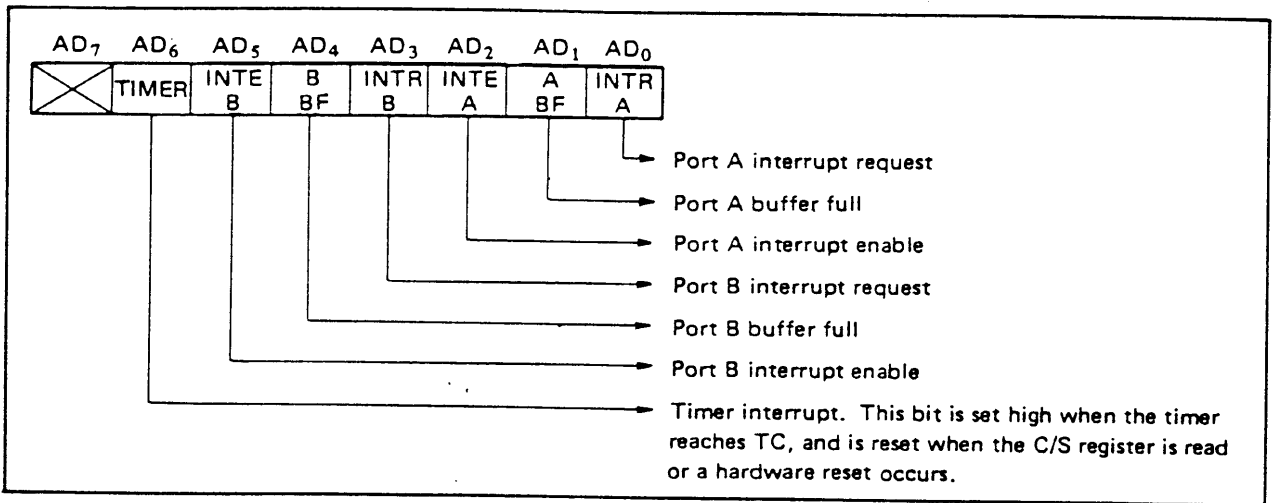 AD7 AD6 AD5 AD4 AD3 AD2 AD1 AD0
TIMER INTE B B BF INTR B INTE A A BF INTR A
Port A interrupt request
Port A buffer full
Port A interrupt enable
Port B interrupt request
Port B buffer full
Port B interrupt enable
Timer interrupt. This bit is set high when the timer
reaches TC, and is reset when the C/S register is read
or a hardware reset occurs.